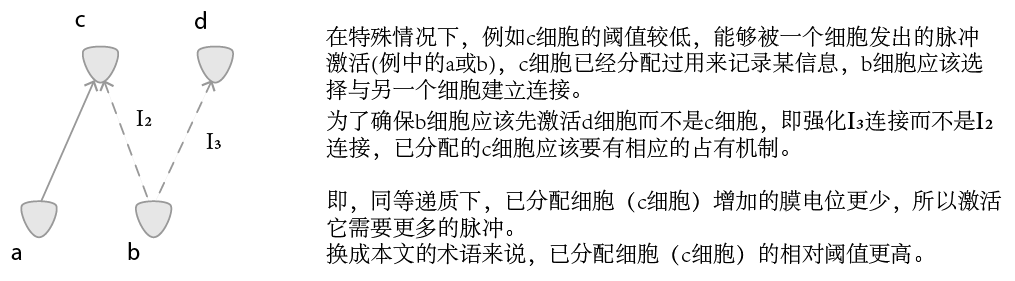 c
d
I₂
I₃
a
b
在特殊情况下，例如c细胞的阈值较低，能够被一个细胞发出的脉冲
激活(例中的a或b)，c细胞已经分配过用来记录某信息，b细胞应该选
择与另一个细胞建立连接。
为了确保b细胞应该先激活d细胞而不是c细胞，即强化I₃连接而不是I₂
连接，已分配的c细胞应该要有相应的占有机制。
即，同等递质下，已分配细胞（c细胞）增加的膜电位更少，所以激活
它需要更多的脉冲。
换成本文的术语来说，已分配细胞（c细胞）的相对阈值更高。